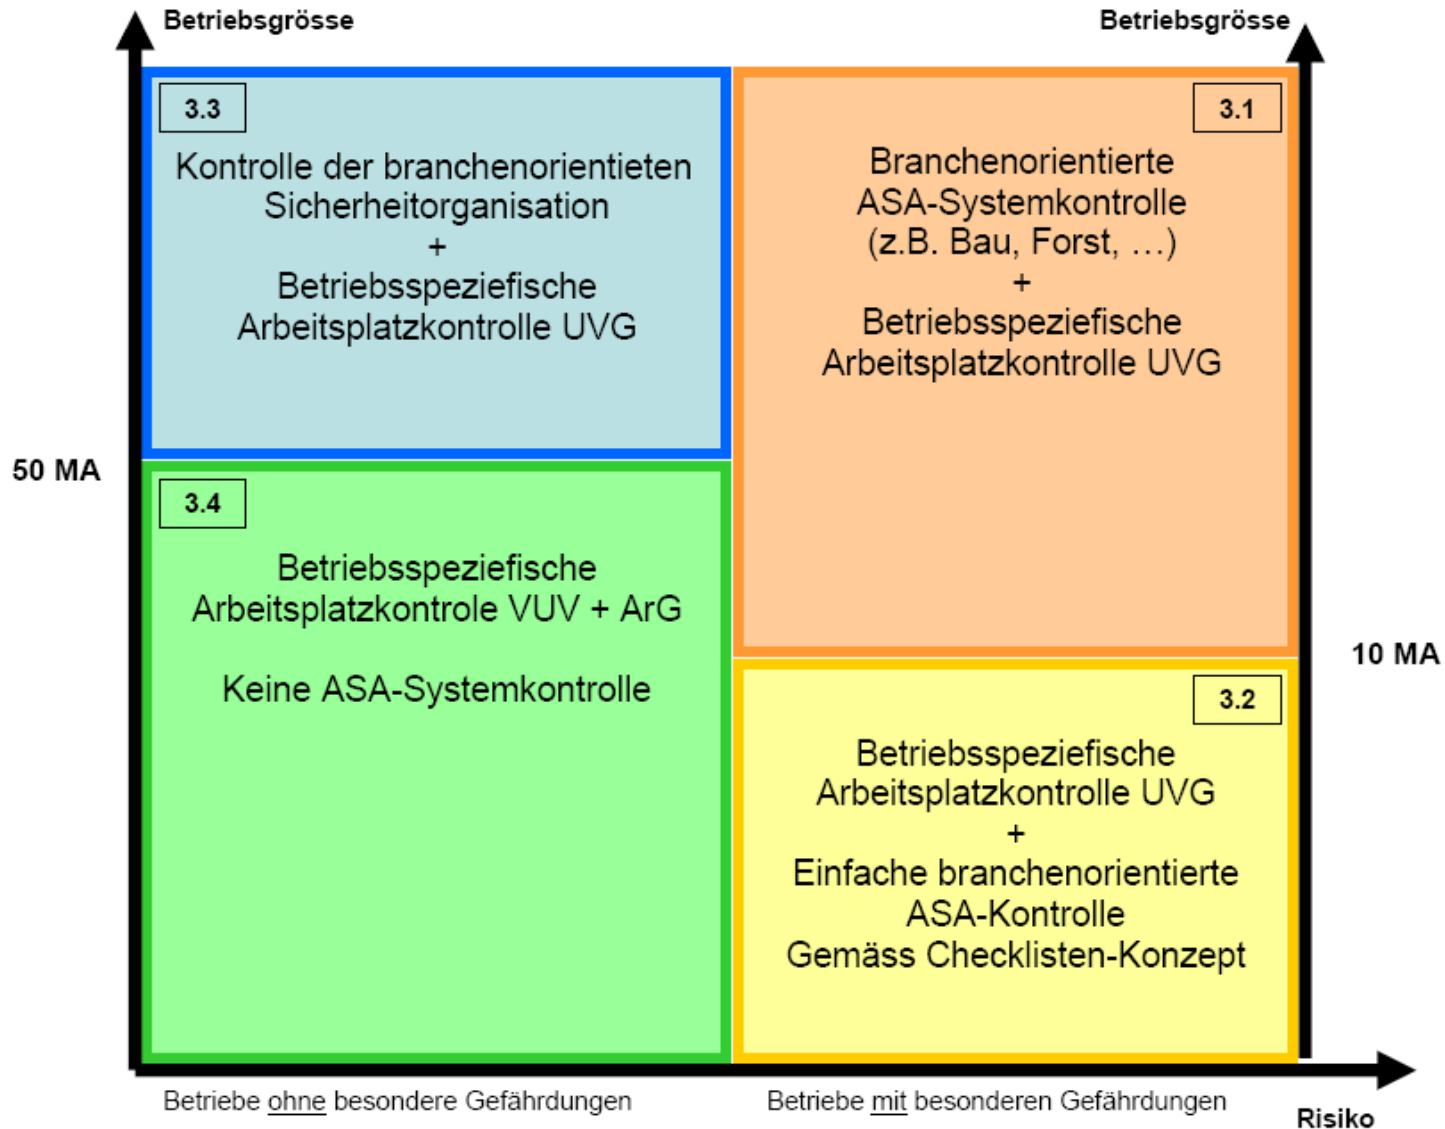 Betriebsgrösse
Betriebsgrösse
3.3
Kontrolle der branchenorientieten
Sicherheitorganisation
+
Betriebsspeziefische
Arbeitsplatzkontrolle UVG
3.1
Branchenorientierte
ASA-Systemkontrolle
(z.B. Bau, Forst, …)
+
Betriebsspeziefische
Arbeitsplatzkontrolle UVG
50 MA
3.4
Betriebsspeziefische
Arbeitsplatzkontrole VUV + ArG
Keine ASA-Systemkontrolle
10 MA
3.2
Betriebsspeziefische
Arbeitsplatzkontrolle UVG
+
Einfache branchenorientierte
ASA-Kontrolle
Gemäss Checklisten-Konzept
Betriebe ohne besondere Gefährdungen
Betriebe mit besonderen Gefährdungen
Risiko